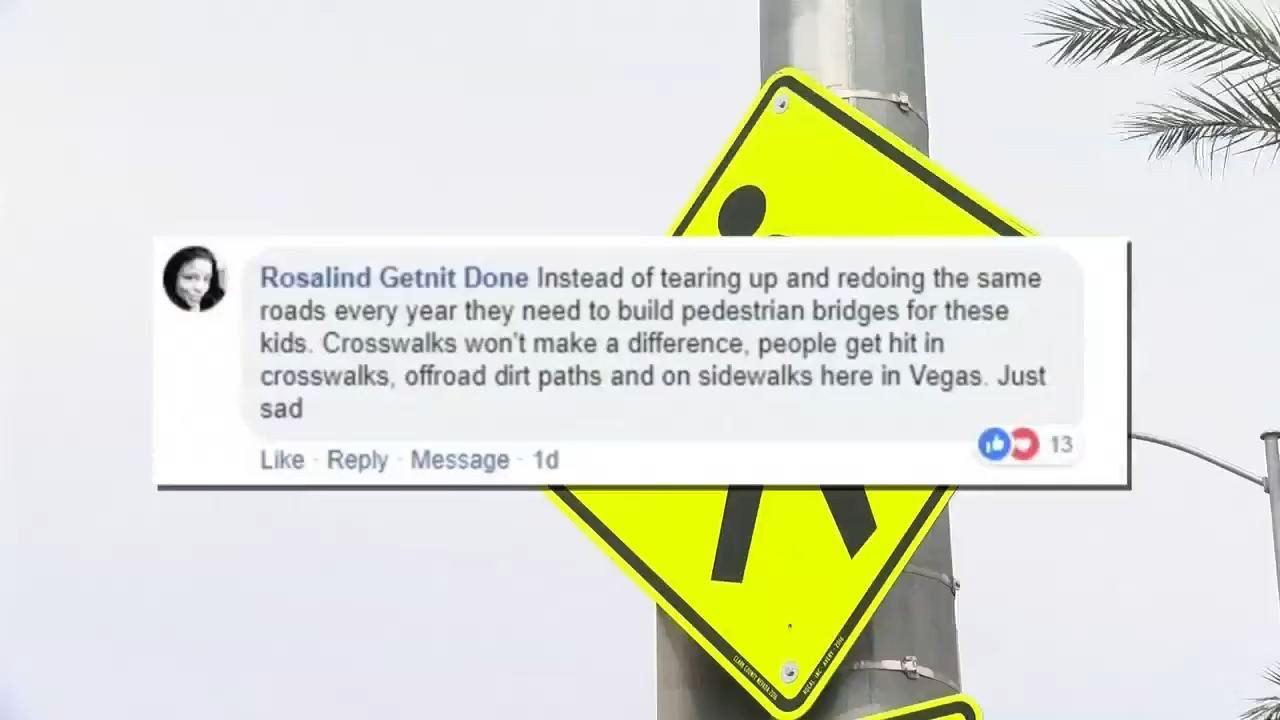 Rosalind Getnit Done Instead of tearing up and redoing the same
roads every year they need to build pedestrian bridges for these
kids. Crosswalks won't make a difference, people get hit in
crosswalks, offroad dirt paths and on sidewalks here in Vegas. Just
sad
13
Like · Reply · Message · 1d